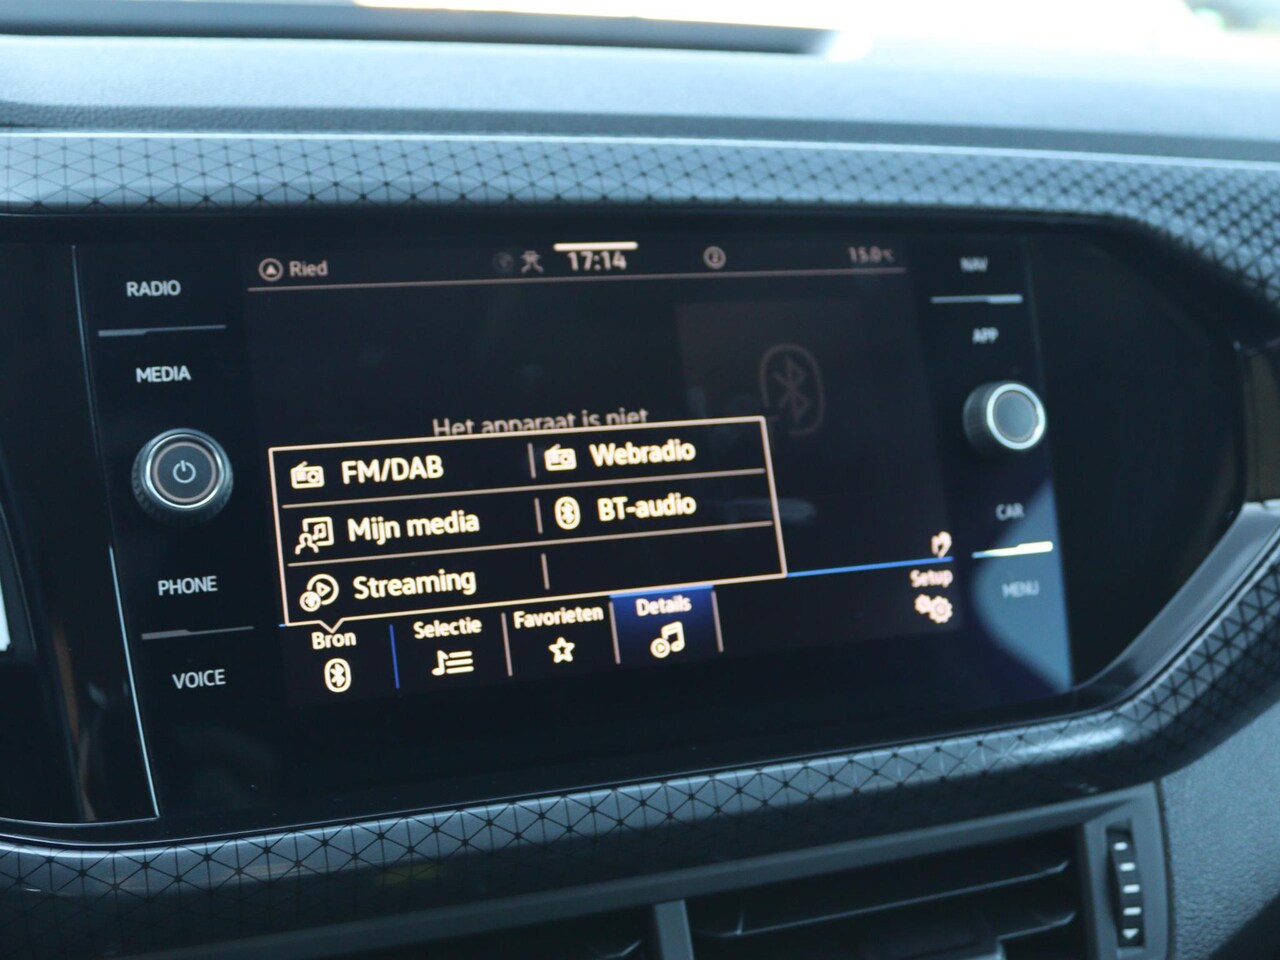 RADIO
MEDIA
PHONE
VOICE
Ried
17:14
15.0°C
Het apparaat is niet
FM/DAB
Webradio
Mijn media
BT-audio
Streaming
Bron
Selectie
Favorieten
Details
Setup
NAV
APP
CAR
MENU